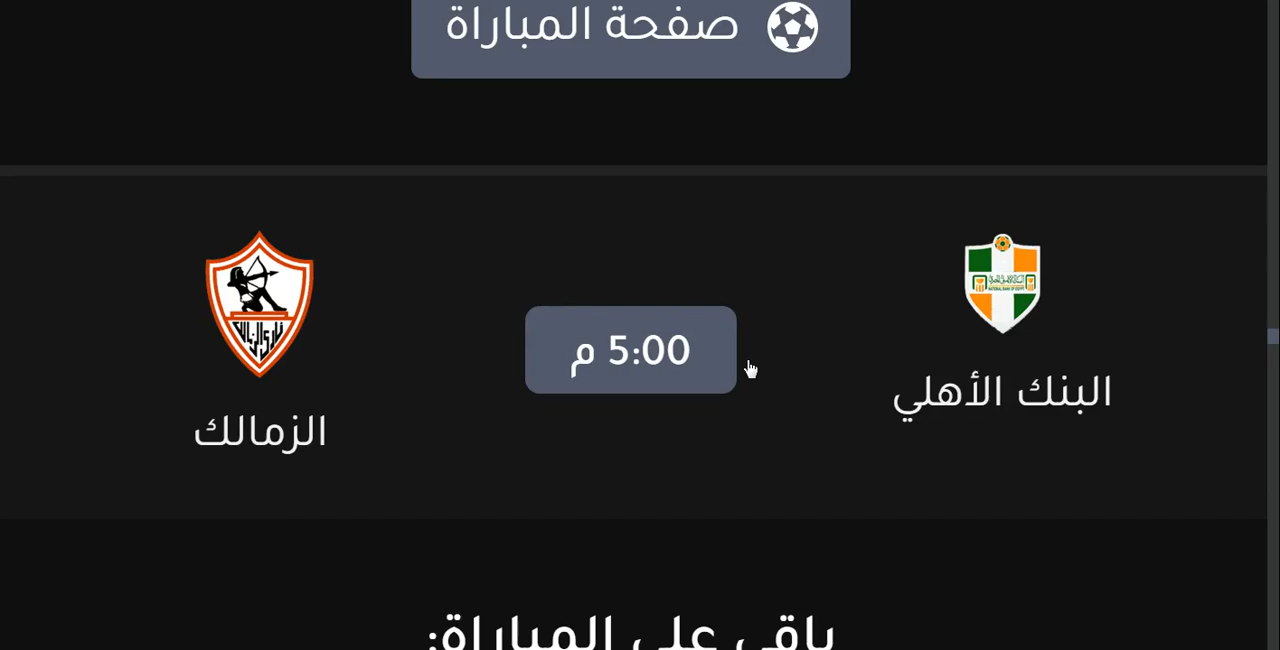 صفحة المباراة
البنك الأهلي
5:00 م
الزمالك
باقي على المباراة: